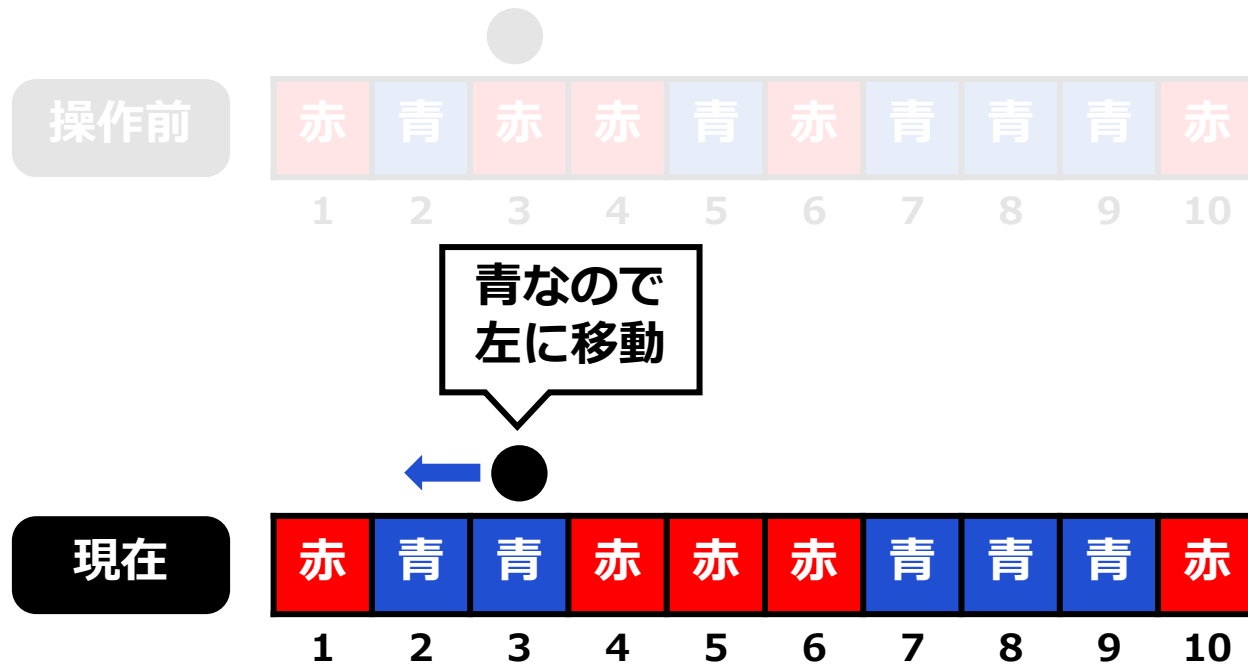 操作前 赤 青 赤 赤 青 赤 青 青 青 赤
1 2 3 4 5 6 7 8 9 10
青なので
左に移動
現在 赤 青 青 赤 赤 赤 青 青 青 赤
1 2 3 4 5 6 7 8 9 10